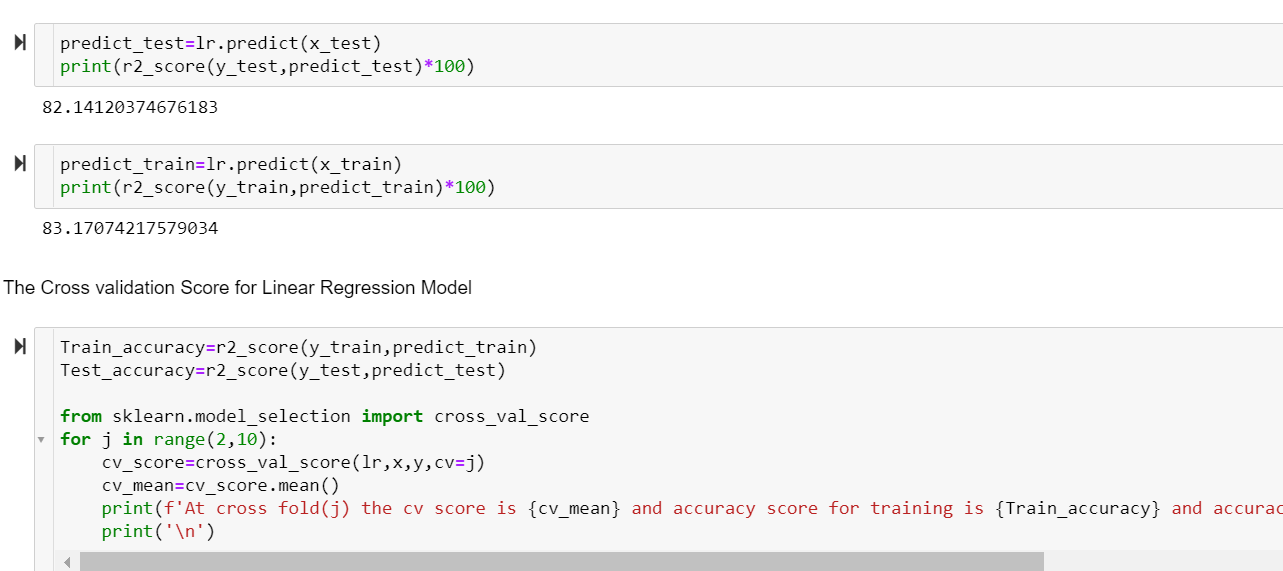 predict_test=lr.predict(x_test)
print(r2_score(y_test,predict_test)*100)
82.14120374676183
predict_train=lr.predict(x_train)
print(r2_score(y_train,predict_train)*100)
83.17074217579034
The Cross validation Score for Linear Regression Model
Train_accuracy=r2_score(y_train,predict_train)
Test_accuracy=r2_score(y_test,predict_test)
from sklearn.model_selection import cross_val_score
for j in range(2,10):
    cv_score=cross_val_score(lr,x,y,cv=j)
    cv_mean=cv_score.mean()
    print(f'At cross fold(j) the cv score is {cv_mean} and accuracy score for training is {Train_accuracy} and accurac
    print('\n')